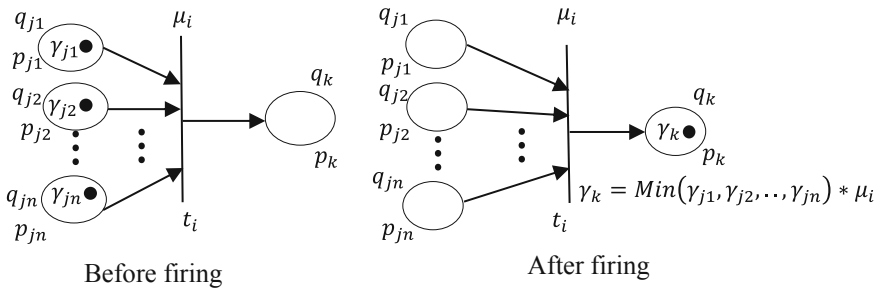 q_{j1}
γ_{j1}
p_{j1}
q_{j2}
γ_{j2}
p_{j2}
q_{jn}
γ_{jn}
p_{jn}
μ_i
t_i
q_k
p_k
Before firing
q_{j1}
p_{j1}
q_{j2}
p_{j2}
q_{jn}
p_{jn}
μ_i
t_i
q_k
γ_k
p_k
γ_k = Min(γ_{j1}, γ_{j2}, . . , γ_{jn}) * μ_i
After firing